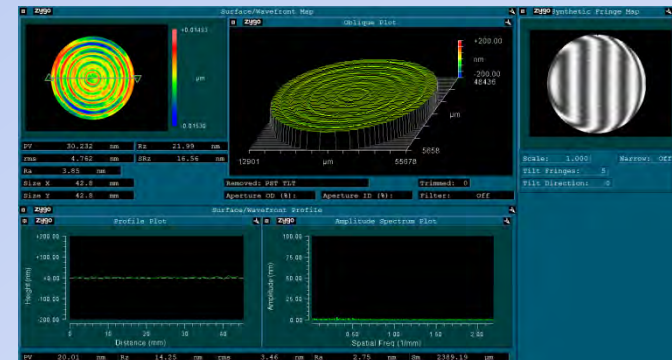 zygo Surface/Wavefront Map
zygo Oblique Plot
zygo Synthetic Fringe Map
µm
+200.00
nm
-200.00
48436
µm
5858
12901
µm
55678
PV 30.232 nm Rz 21.99 nm
rms 4.762 nm SRz 16.56 nm
Ra 3.85 nm
Size X 42.8 mm
Size Y 42.8 mm
Removed: PST TLT
Trimmed: 0
Aperture OD (%):
Aperture ID (%):
Filter: Off
Scale: 1.000
Narrow: Off
Tilt Fringes: 5
Tilt Direction: 0
Surface/Wavefront Profile
zygo Profile Plot
zygo Amplitude Spectrum Plot
+200.00
+100.00
+0.00
-100.00
-200.00
Height (nm)
0 10 20 30 40
Distance (mm)
100.00
75.00
50.00
25.00
0.00
Amplitude (nm)
0.50 1.00 1.50 2.00
Spatial Freq (1/mm)
PV 20.01 nm Rz 14.25 nm rms 3.46 nm Ra 2.75 nm Sm 2389.19 µm